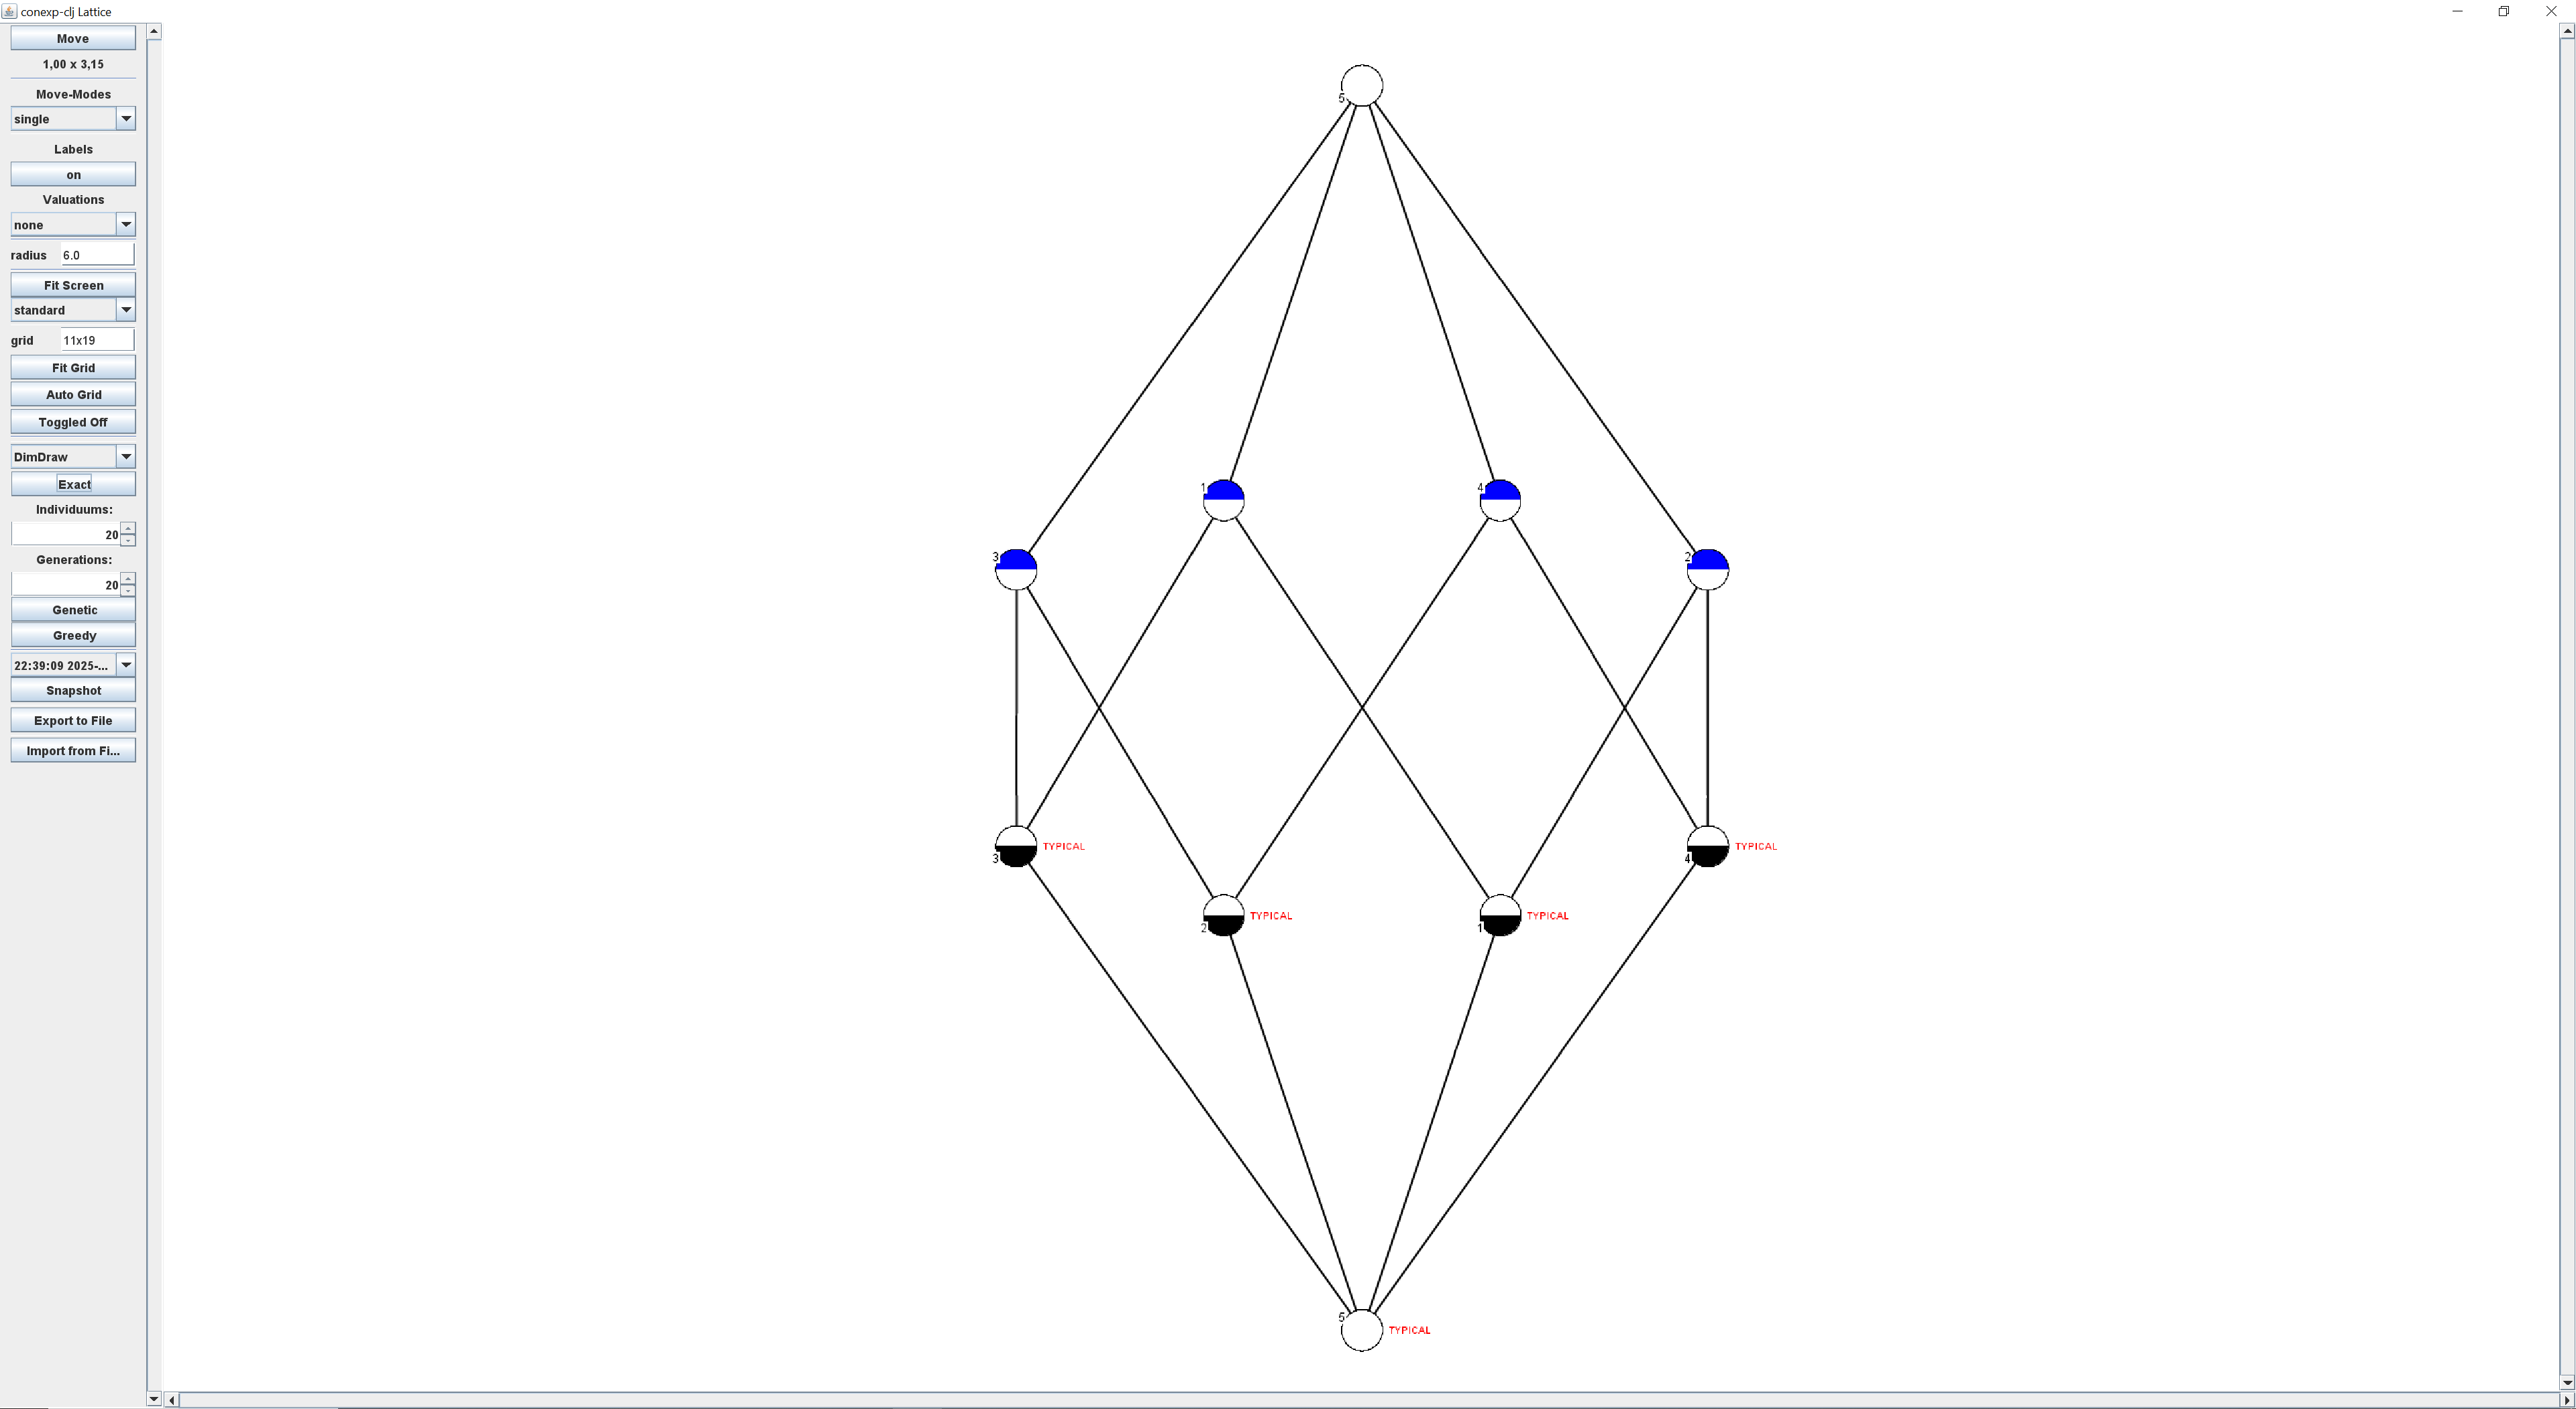 conexp-clj Lattice
Move
1,00 x 3,15
Move-Modes
single
Labels
on
Valuations
none
radius 6.0
Fit Screen
standard
grid 11x19
Fit Grid
Auto Grid
Toggled Off
DimDraw
Exact
Individuums:
20
Generations:
20
Genetic
Greedy
22:39:09 2025-...
Snapshot
Export to File
Import from Fi...
5
1
4
3
2
3
TYPICAL
4
TYPICAL
2
TYPICAL
1
TYPICAL
5
TYPICAL